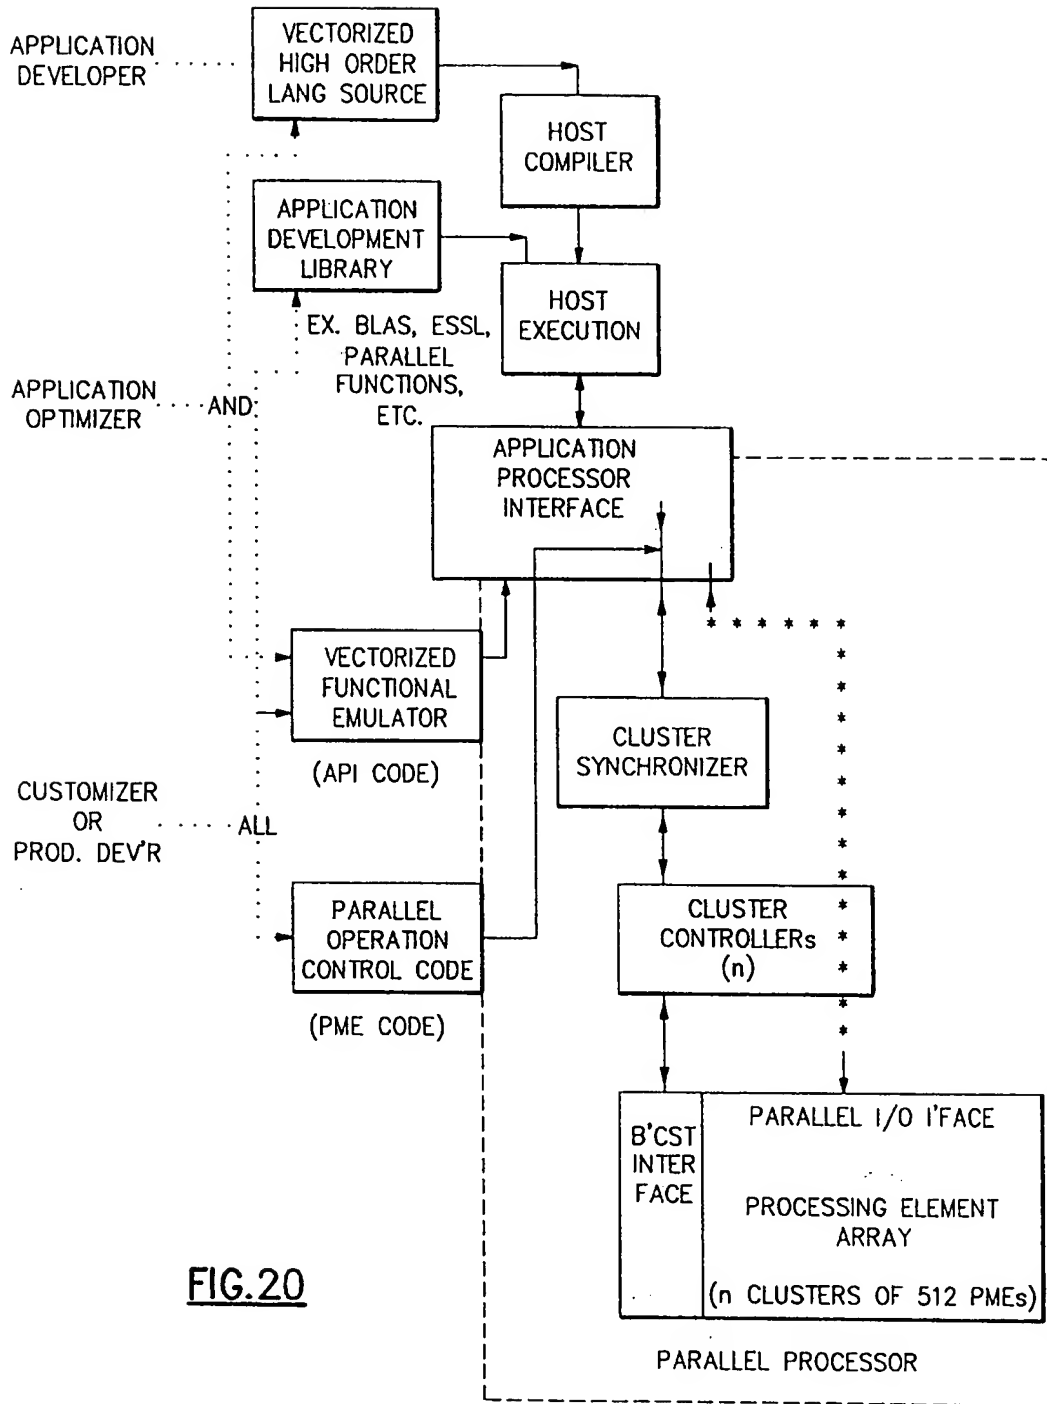 APPLICATION
DEVELOPER
VECTORIZED
HIGH ORDER
LANG SOURCE
HOST
COMPILER
APPLICATION
DEVELOPMENT
LIBRARY
HOST
EXECUTION
EX. BLAS, ESSL,
PARALLEL
FUNCTIONS,
ETC.
APPLICATION
OPTIMIZER
AND
APPLICATION
PROCESSOR
INTERFACE
VECTORIZED
FUNCTIONAL
EMULATOR
(API CODE)
CLUSTER
SYNCHRONIZER
CUSTOMIZER
OR
PROD. DEV'R
ALL
PARALLEL
OPERATION
CONTROL CODE
(PME CODE)
CLUSTER
CONTROLLERs
(n)
B'CST
INTER
FACE
PARALLEL I/O I'FACE
PROCESSING ELEMENT
ARRAY
(n CLUSTERS OF 512 PMEs)
FIG.20
PARALLEL PROCESSOR